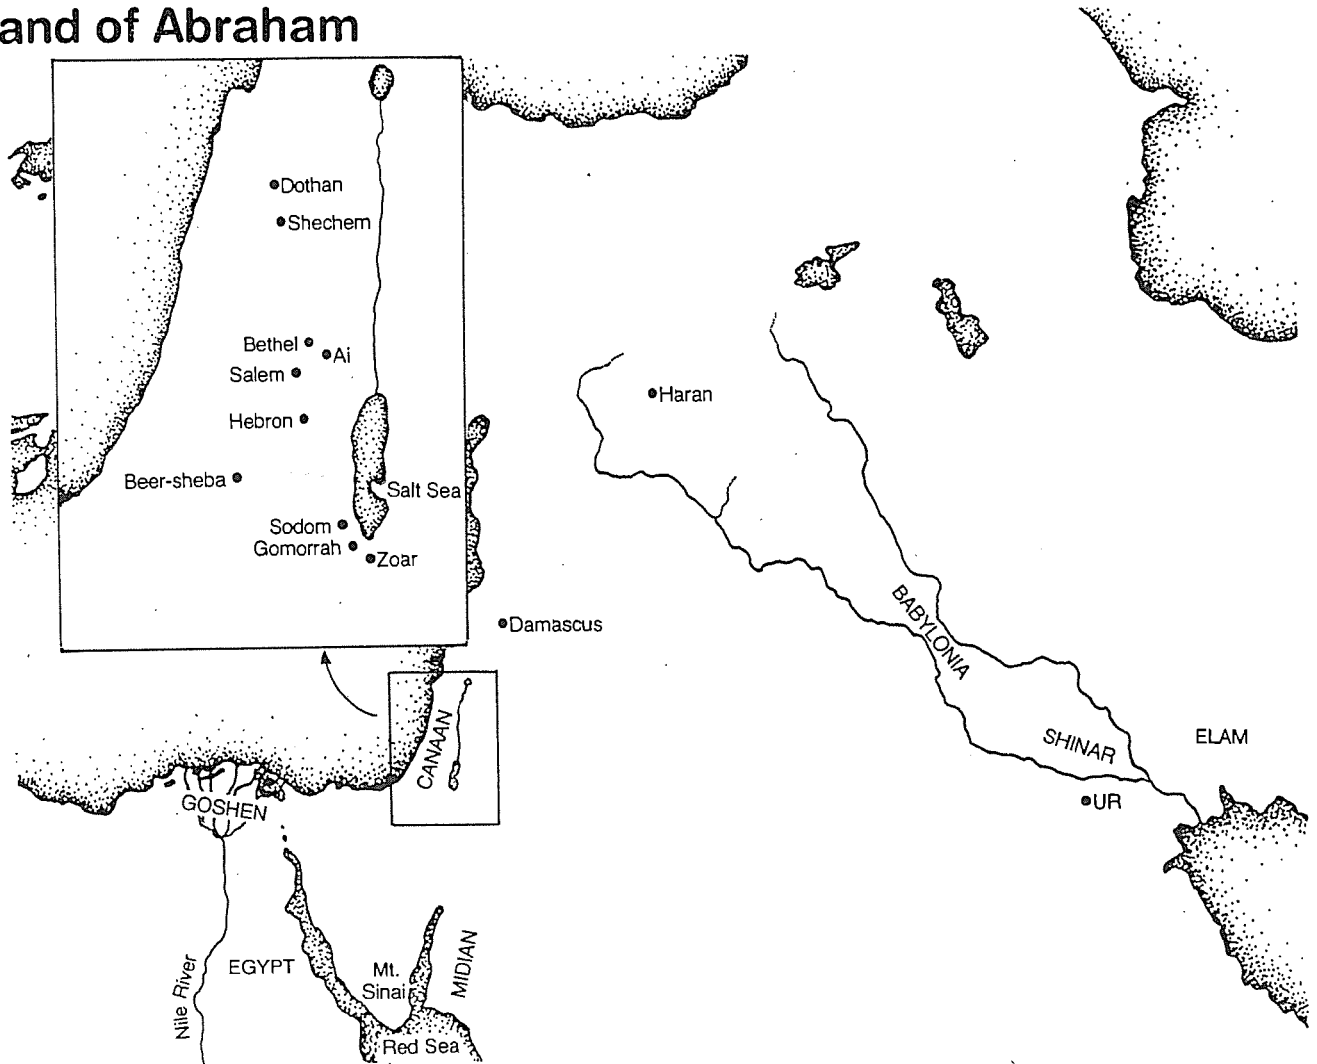 and of Abraham
Dothan
Shechem
Bethel
Ai
Salem
Hebron
Beer-sheba
Salt Sea
Sodom
Gomorrah
Zoar
Haran
Damascus
BABYLONIA
CANAAN
SHINAR
ELAM
UR
GOSHEN
Nile River
EGYPT
Mt.
Sinai
MIDIAN
Red Sea